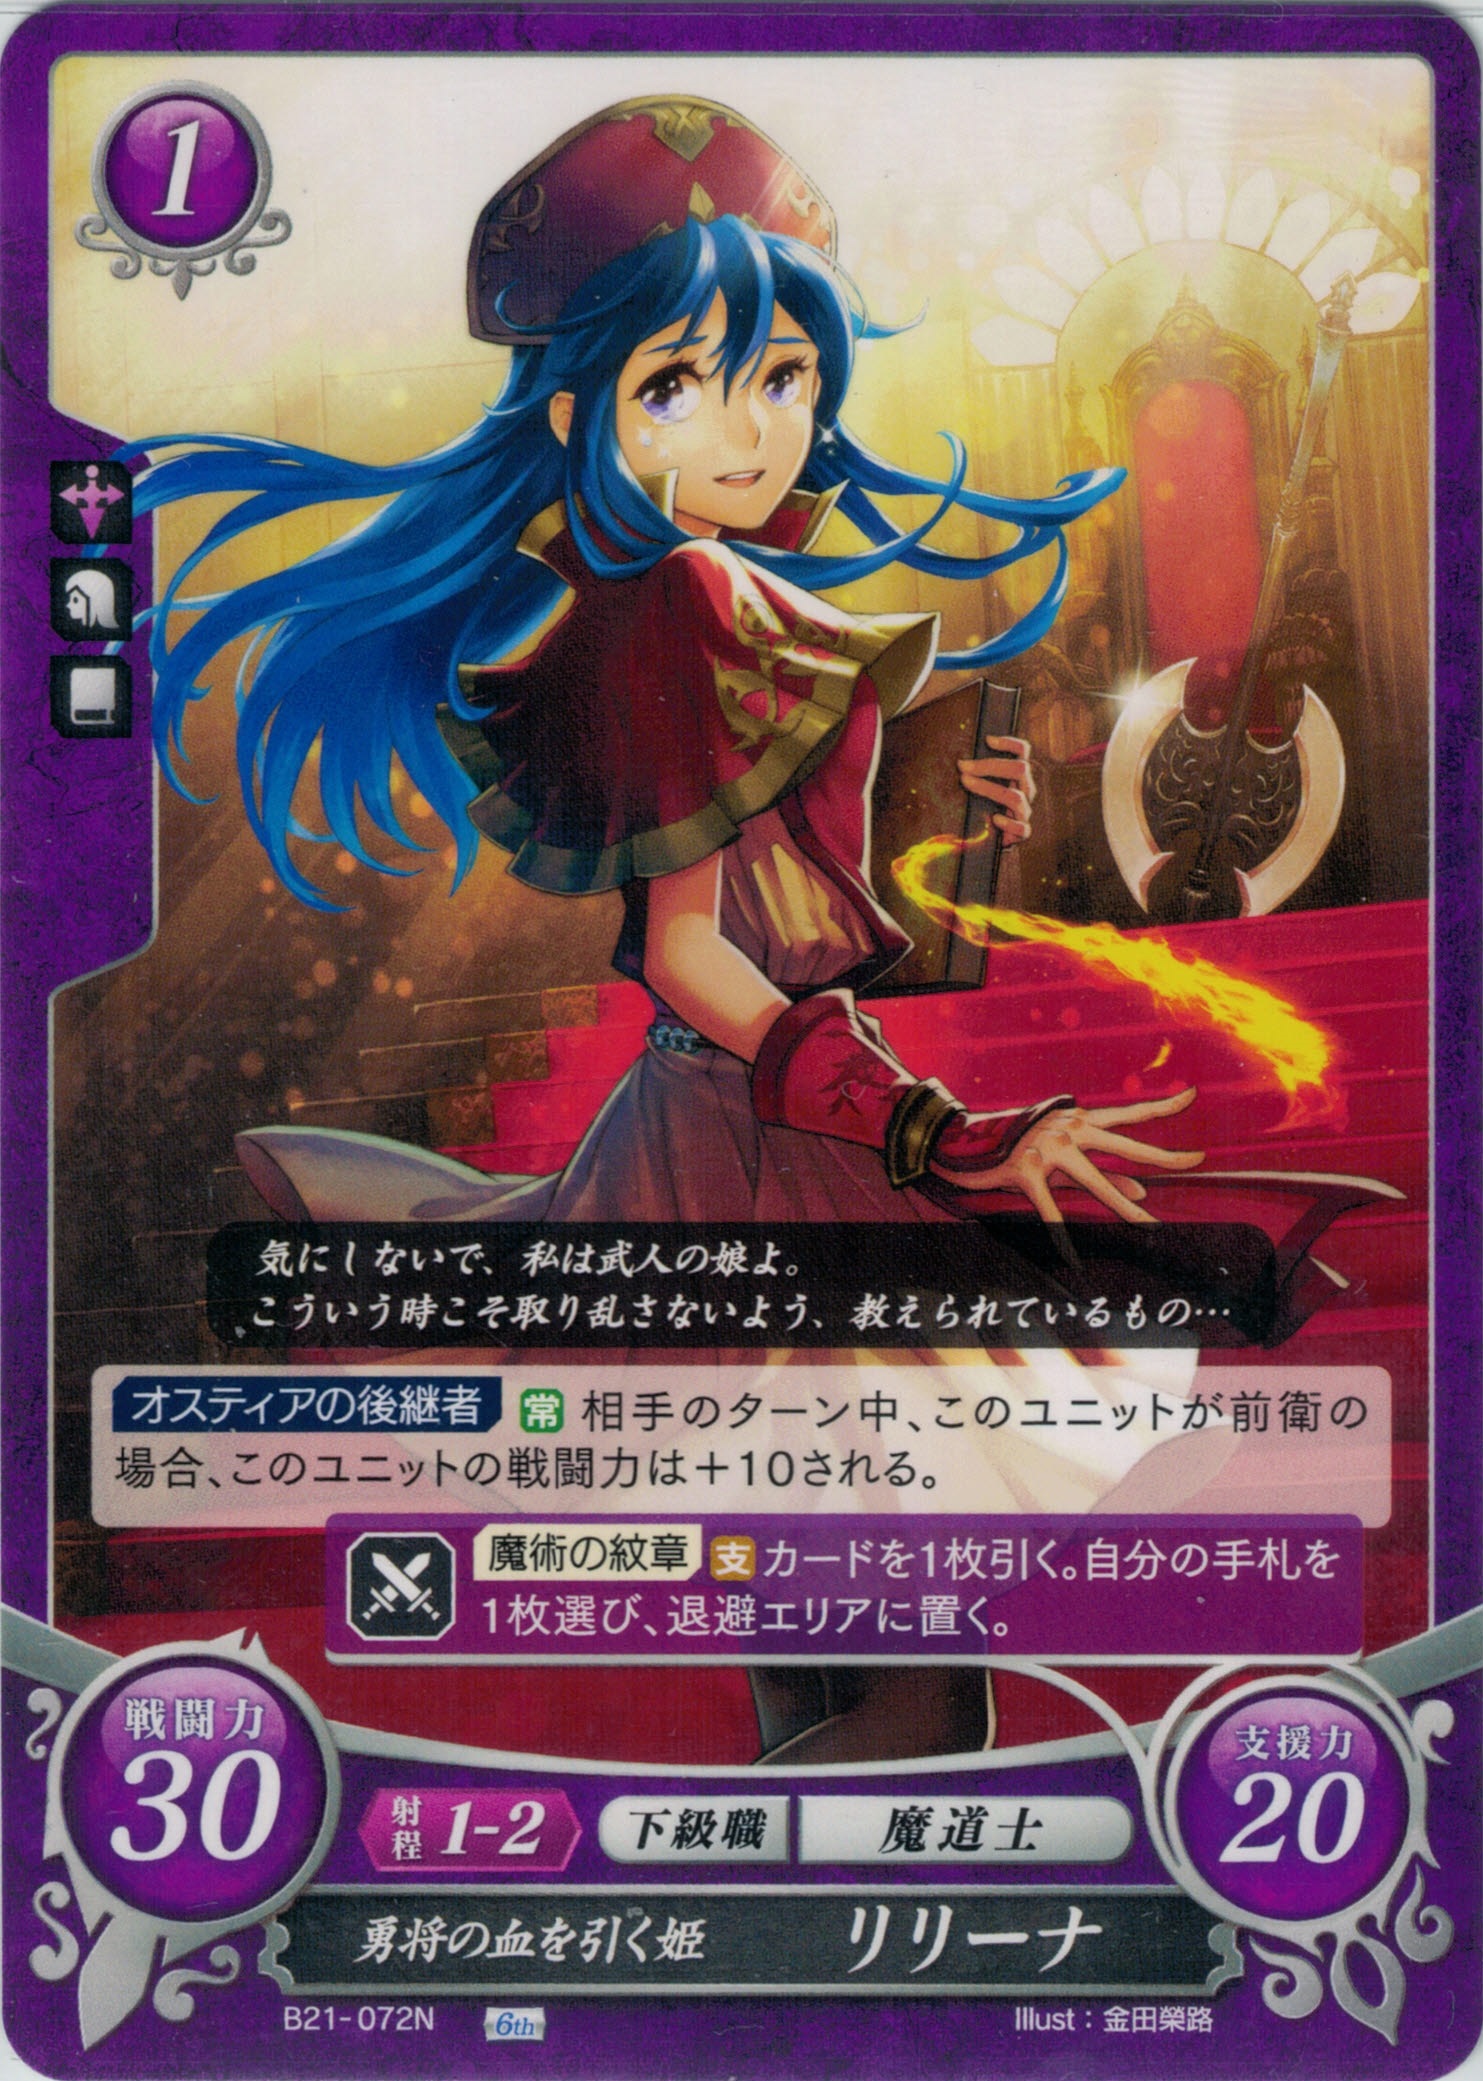 1
気にしないで、私は武人の娘よ。
こういう時こそ取り乱さないよう、教えられているもの…
オスティアの後継者 常 相手のターン中、このユニットが前衛の
場合、このユニットの戦闘力は＋10される。
魔術の紋章 支 カードを1枚引く。自分の手札を
1枚選び、退避エリアに置く。
戦闘力
30
射程 1-2
下級職
魔道士
支援力
20
勇将の血を引く姫 リリーナ
B21-072N
6th
Illust：金田榮路